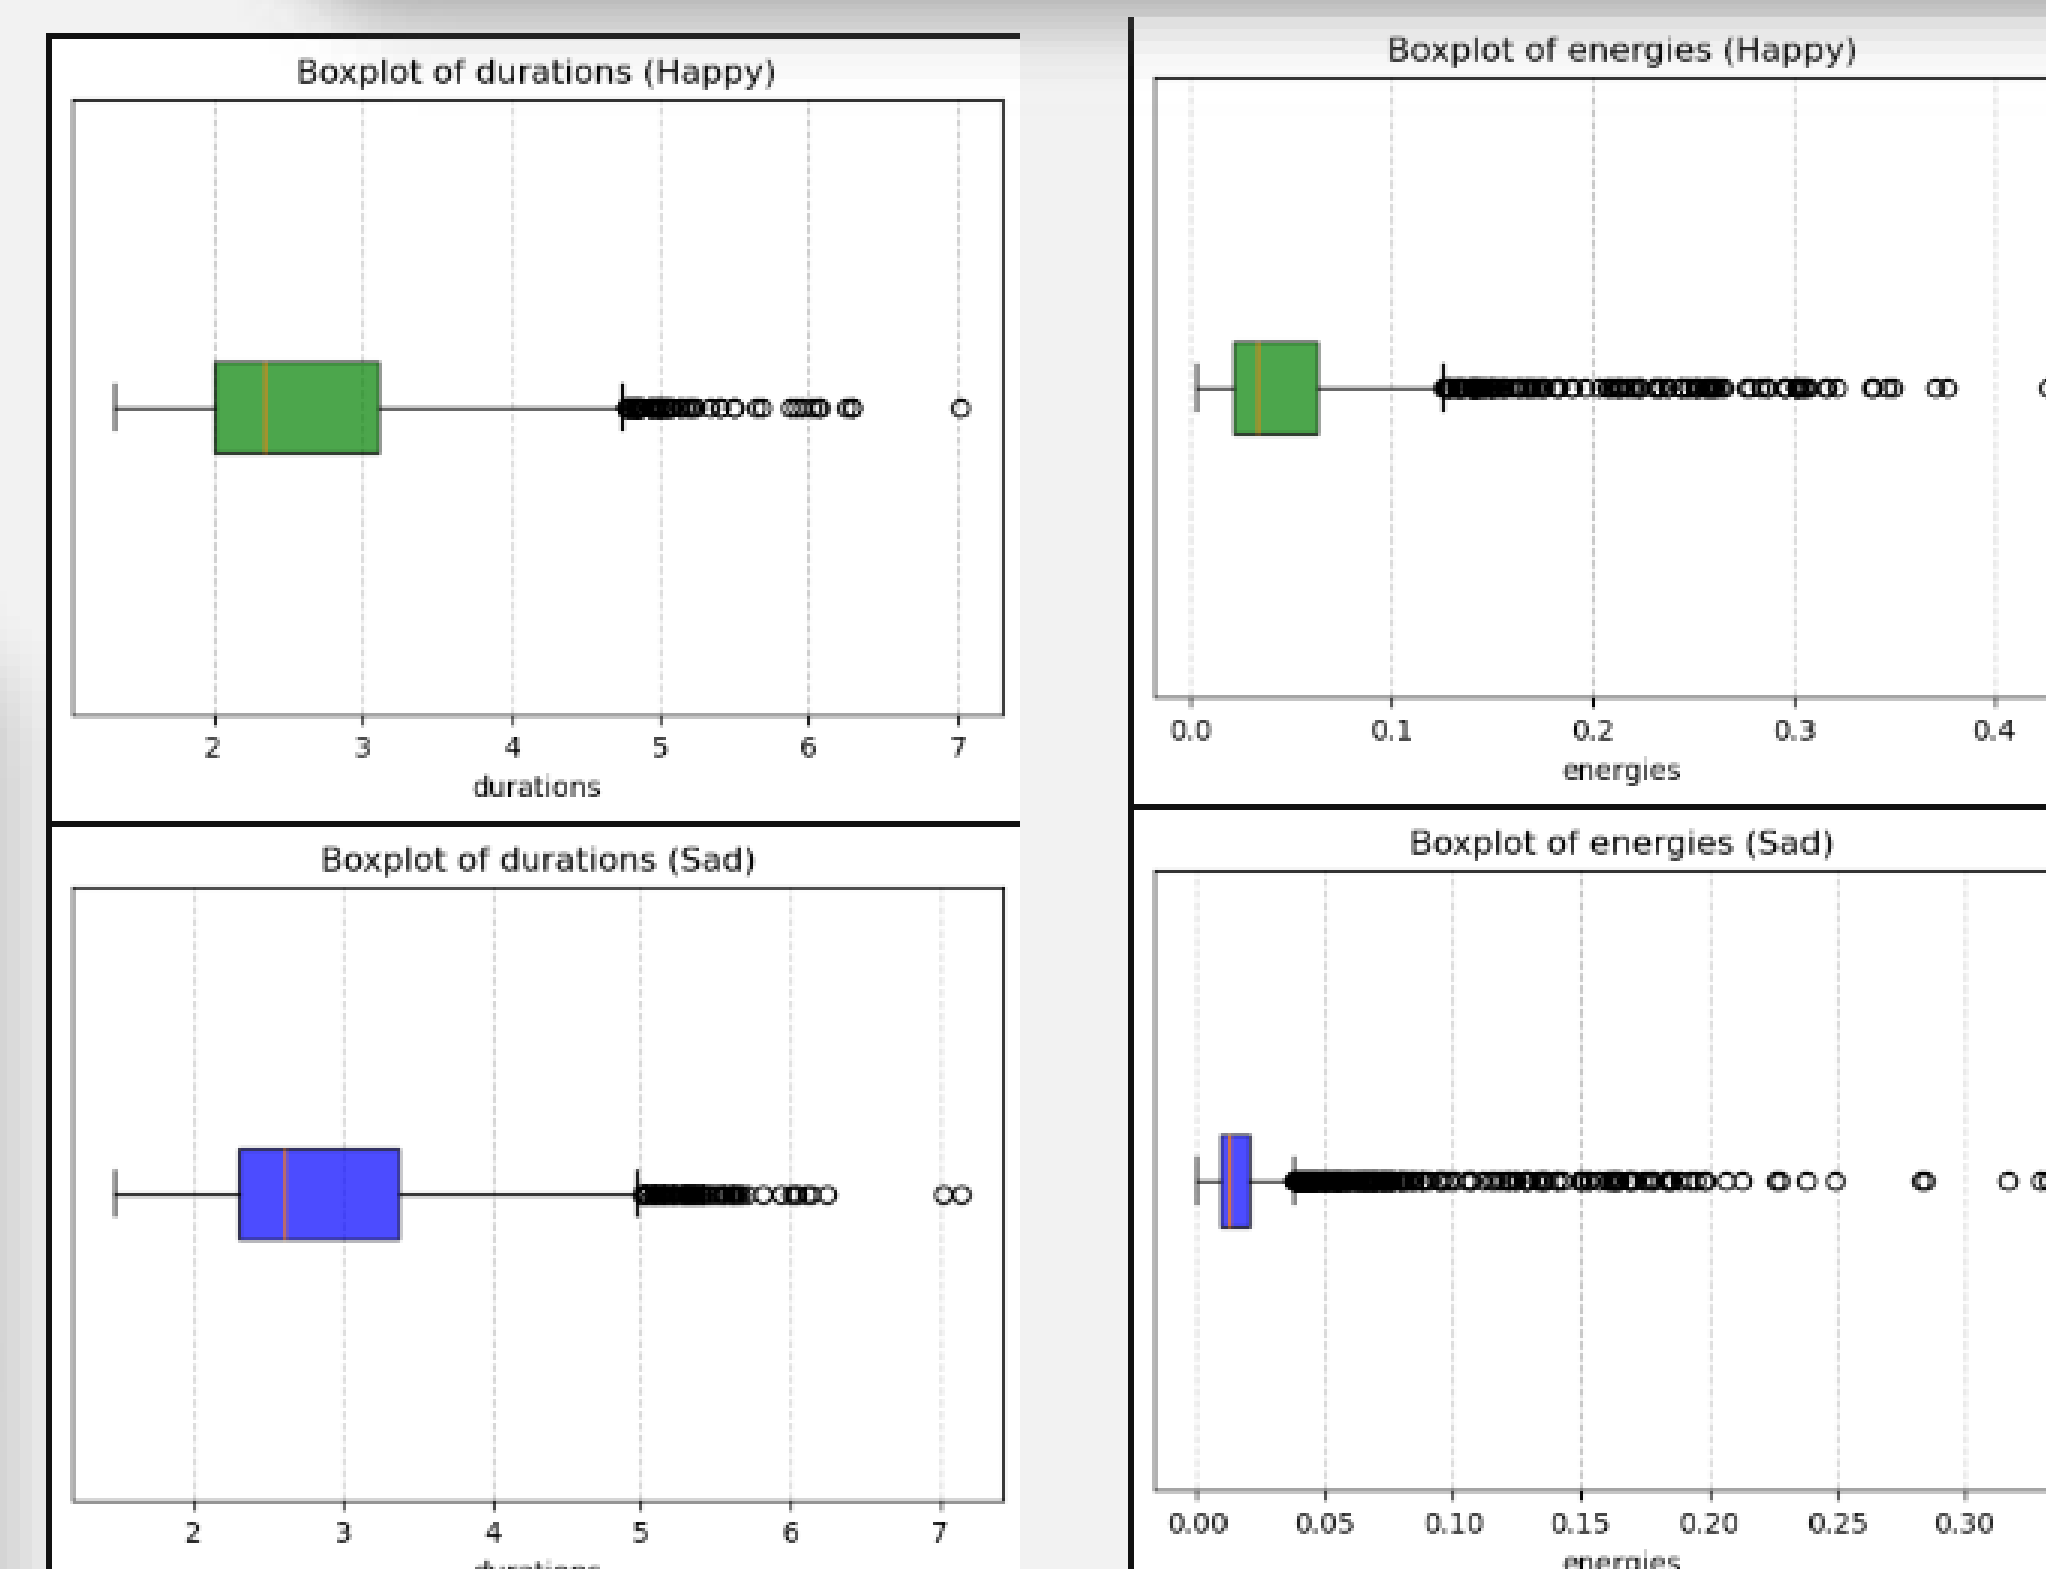 Boxplot of durations (Happy)
2 3 4 5 6 7
durations
Boxplot of energies (Happy)
0.0 0.1 0.2 0.3 0.4
energies
Boxplot of durations (Sad)
2 3 4 5 6 7
durations
Boxplot of energies (Sad)
0.00 0.05 0.10 0.15 0.20 0.25 0.30
energies